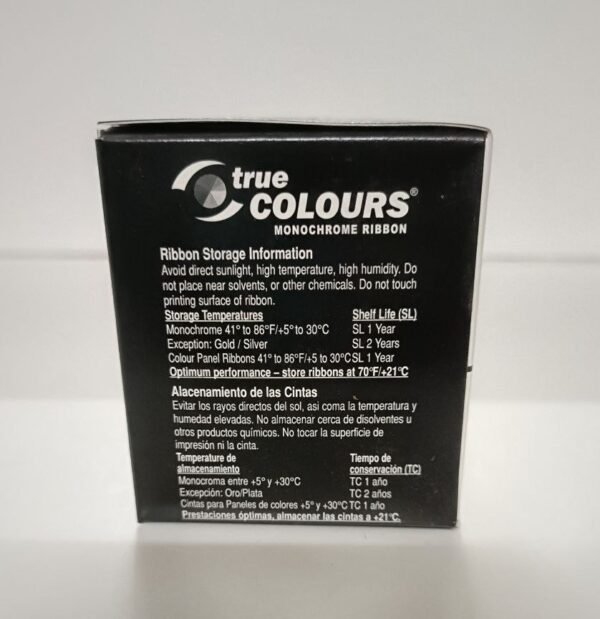 true
COLOURS®
MONOCHROME RIBBON
Ribbon Storage Information
Avoid direct sunlight, high temperature, high humidity. Do
not place near solvents, or other chemicals. Do not touch
printing surface of ribbon.
Storage Temperatures Shelf Life (SL)
Monochrome 41° to 86°F/+5° to 30°C SL 1 Year
Exception: Gold / Silver SL 2 Years
Colour Panel Ribbons 41° to 86°F/+5 to 30°C SL 1 Year
Optimum performance – store ribbons at 70°F/+21°C
Alacenamiento de las Cintas
Evitar los rayos directos del sol, asi como la temperatura y
humedad elevadas. No almacenar cerca de disolventes u
otros productos químicos. No tocar la superficie de
impresión ni la cinta.
Temperature de Tiempo de
almacenamiento conservación (TC)
Monocroma entre +5° y +30°C TC 1 año
Excepción: Oro/Plata TC 2 años
Cintas para Paneles de colores +5° y +30°C TC 1 año
Prestaciones óptimas, almacenar las cintas a +21°C.